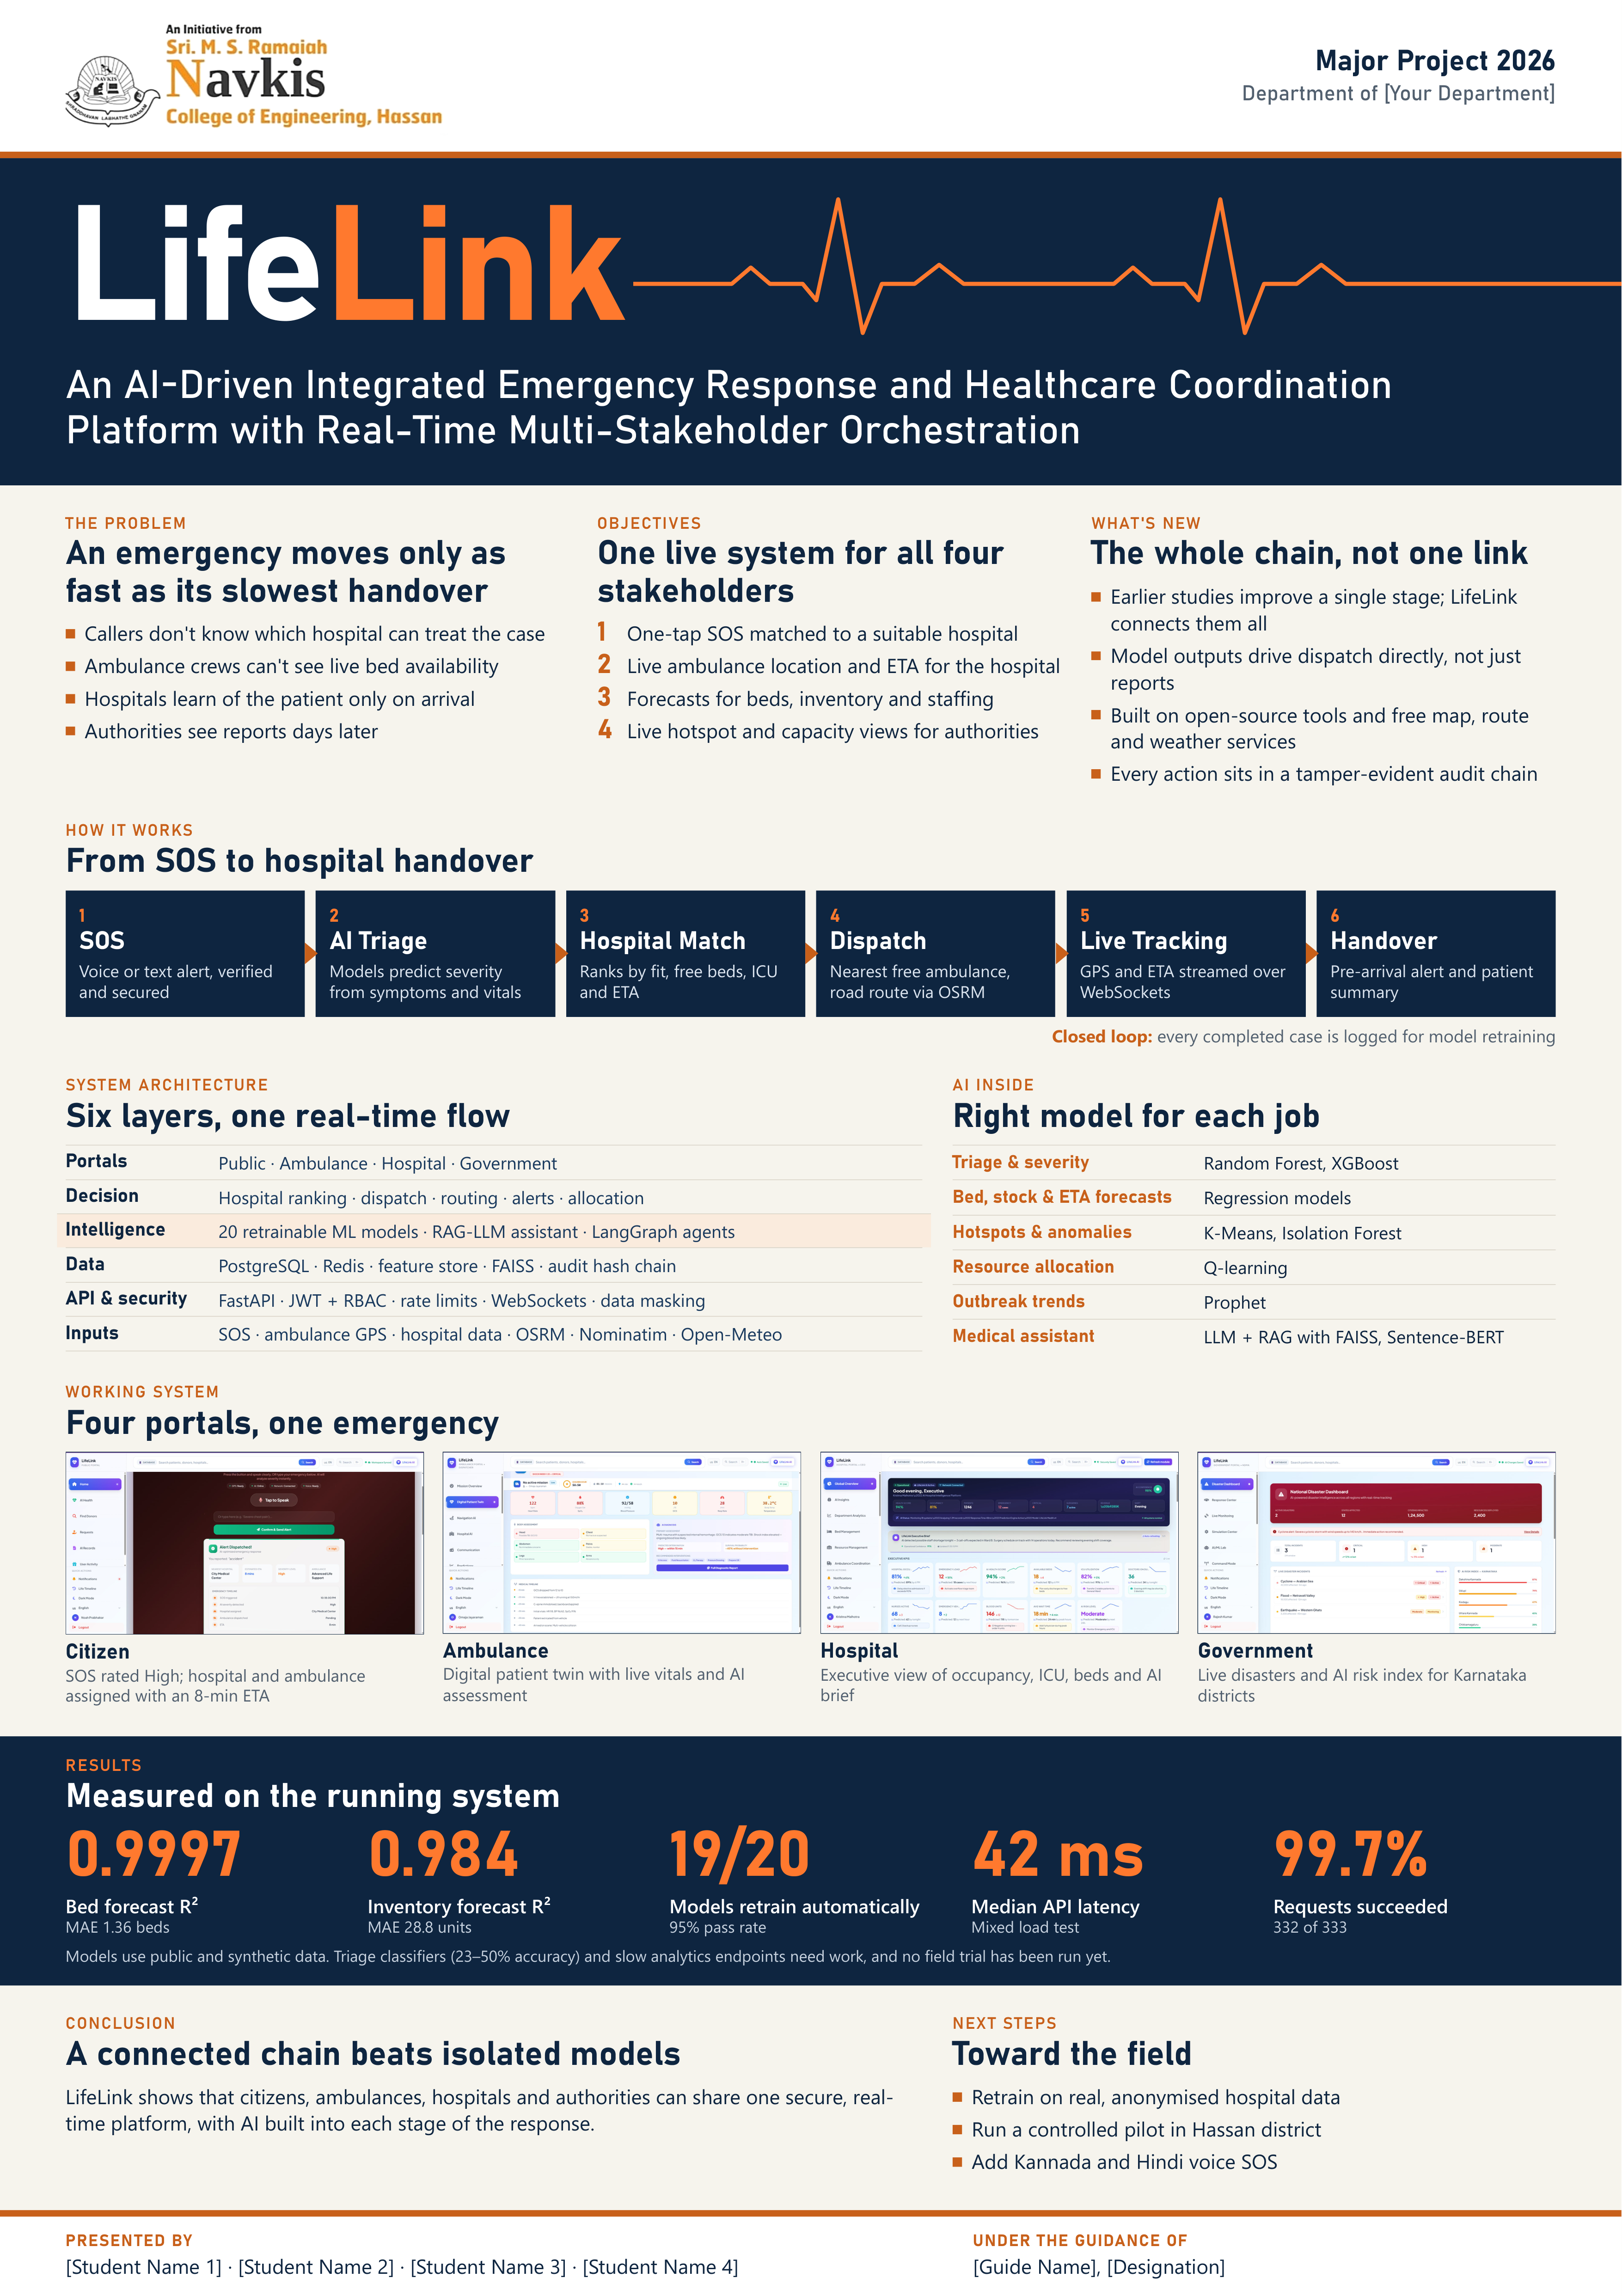 An Initiative from
Sri. M. S. Ramaiah
Navkis
College of Engineering, Hassan
NAVKIS
SHRADDHAVAN LABHATHE GNANAM
Major Project 2026
Department of [Your Department]
LifeLink
An AI-Driven Integrated Emergency Response and Healthcare Coordination
Platform with Real-Time Multi-Stakeholder Orchestration
THE PROBLEM
An emergency moves only as
fast as its slowest handover
Callers don't know which hospital can treat the case
Ambulance crews can't see live bed availability
Hospitals learn of the patient only on arrival
Authorities see reports days later
OBJECTIVES
One live system for all four
stakeholders
1 One-tap SOS matched to a suitable hospital
2 Live ambulance location and ETA for the hospital
3 Forecasts for beds, inventory and staffing
4 Live hotspot and capacity views for authorities
WHAT'S NEW
The whole chain, not one link
Earlier studies improve a single stage; LifeLink
connects them all
Model outputs drive dispatch directly, not just
reports
Built on open-source tools and free map, route
and weather services
Every action sits in a tamper-evident audit chain
HOW IT WORKS
From SOS to hospital handover
1
SOS
Voice or text alert, verified
and secured
2
AI Triage
Models predict severity
from symptoms and vitals
3
Hospital Match
Ranks by fit, free beds, ICU
and ETA
4
Dispatch
Nearest free ambulance,
road route via OSRM
5
Live Tracking
GPS and ETA streamed over
WebSockets
6
Handover
Pre-arrival alert and patient
summary
Closed loop: every completed case is logged for model retraining
SYSTEM ARCHITECTURE
Six layers, one real-time flow
Portals Public · Ambulance · Hospital · Government
Decision Hospital ranking · dispatch · routing · alerts · allocation
Intelligence 20 retrainable ML models · RAG-LLM assistant · LangGraph agents
Data PostgreSQL · Redis · feature store · FAISS · audit hash chain
API & security FastAPI · JWT + RBAC · rate limits · WebSockets · data masking
Inputs SOS · ambulance GPS · hospital data · OSRM · Nominatim · Open-Meteo
AI INSIDE
Right model for each job
Triage & severity Random Forest, XGBoost
Bed, stock & ETA forecasts Regression models
Hotspots & anomalies K-Means, Isolation Forest
Resource allocation Q-learning
Outbreak trends Prophet
Medical assistant LLM + RAG with FAISS, Sentence-BERT
WORKING SYSTEM
Four portals, one emergency
LifeLink
Tap to Speak
Alert Dispatched!
Citizen
SOS rated High; hospital and ambulance
assigned with an 8-min ETA
LifeLink
Ambulance
Digital patient twin with live vitals and AI
assessment
LifeLink
Good evening, Executive
81%
94%
82%
Moderate
Hospital
Executive view of occupancy, ICU, beds and AI
brief
LifeLink
National Disaster Dashboard
Government
Live disasters and AI risk index for Karnataka
districts
RESULTS
Measured on the running system
0.9997
Bed forecast R²
MAE 1.36 beds
0.984
Inventory forecast R²
MAE 28.8 units
19/20
Models retrain automatically
95% pass rate
42 ms
Median API latency
Mixed load test
99.7%
Requests succeeded
332 of 333
Models use public and synthetic data. Triage classifiers (23–50% accuracy) and slow analytics endpoints need work, and no field trial has been run yet.
CONCLUSION
A connected chain beats isolated models
LifeLink shows that citizens, ambulances, hospitals and authorities can share one secure, real-
time platform, with AI built into each stage of the response.
NEXT STEPS
Toward the field
Retrain on real, anonymised hospital data
Run a controlled pilot in Hassan district
Add Kannada and Hindi voice SOS
PRESENTED BY
[Student Name 1] · [Student Name 2] · [Student Name 3] · [Student Name 4]
UNDER THE GUIDANCE OF
[Guide Name], [Designation]